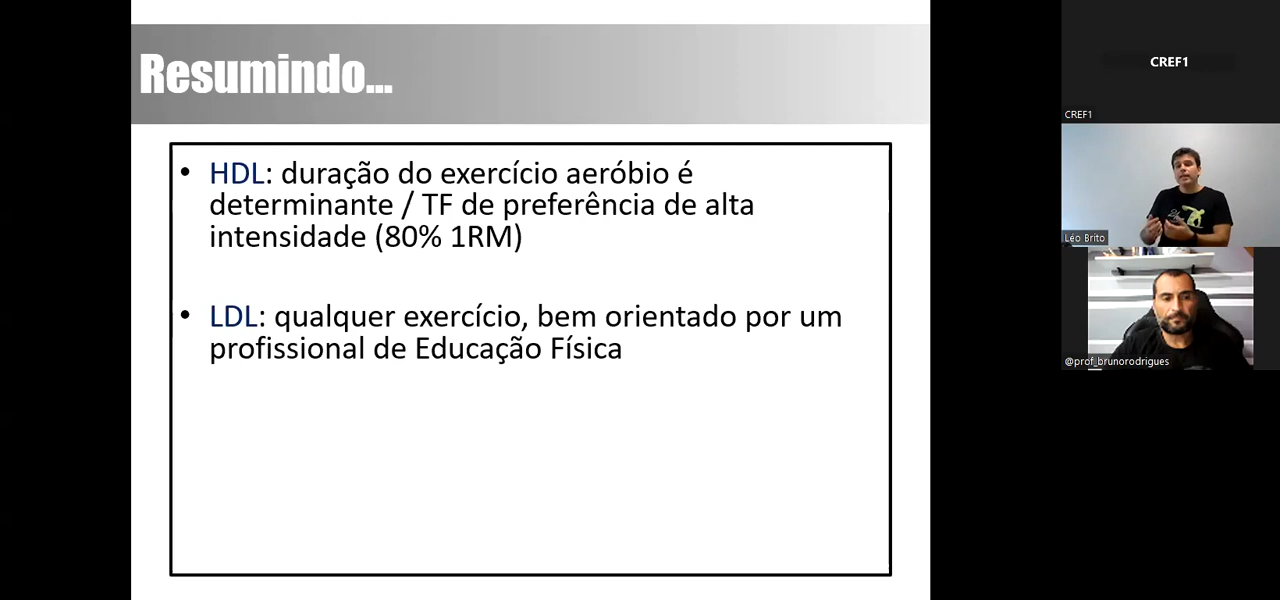 Resumindo...
• HDL: duração do exercício aeróbio é
determinante / TF de preferência de alta
intensidade (80% 1RM)
• LDL: qualquer exercício, bem orientado por um
profissional de Educação Física
CREF1
CREF1
Léo Brito
@prof_brunorodrigues